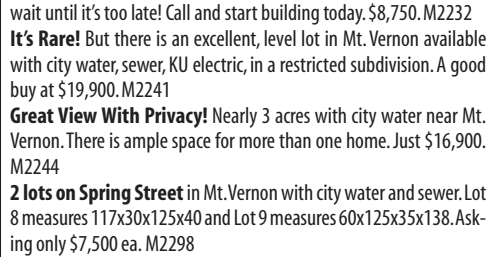 wait until it's too late! Call and start building today. $8,750. M2232
It's Rare! But there is an excellent, level lot in Mt. Vernon available
with city water, sewer, KU electric, in a restricted subdivision. A good
buy at $19,900. M2241
Great View With Privacy! Nearly 3 acres with city water near Mt.
Vernon. There is ample space for more than one home. Just $16,900.
M2244
2 lots on Spring Street in Mt. Vernon with city water and sewer. Lot
8 measures 117x30x125x40 and Lot 9 measures 60x125x35x138. Ask-
ing only $7,500 ea. M2298